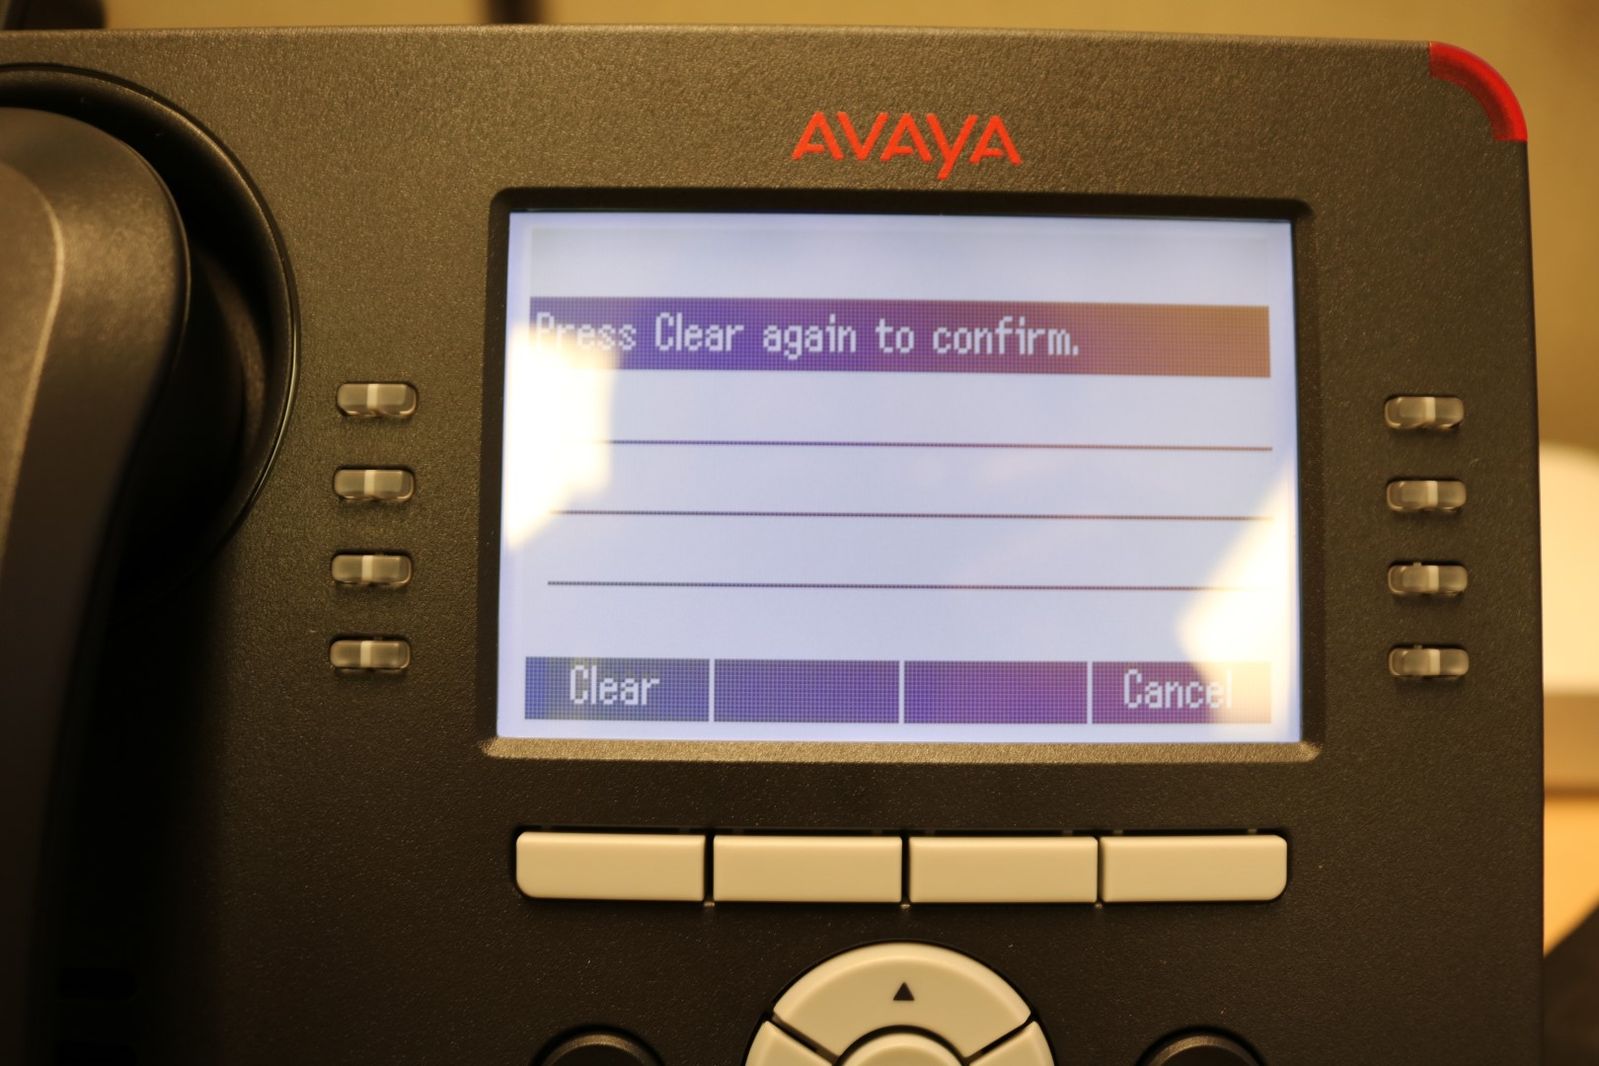 AVAYA
Press Clear again to confirm.
Clear
Cancel